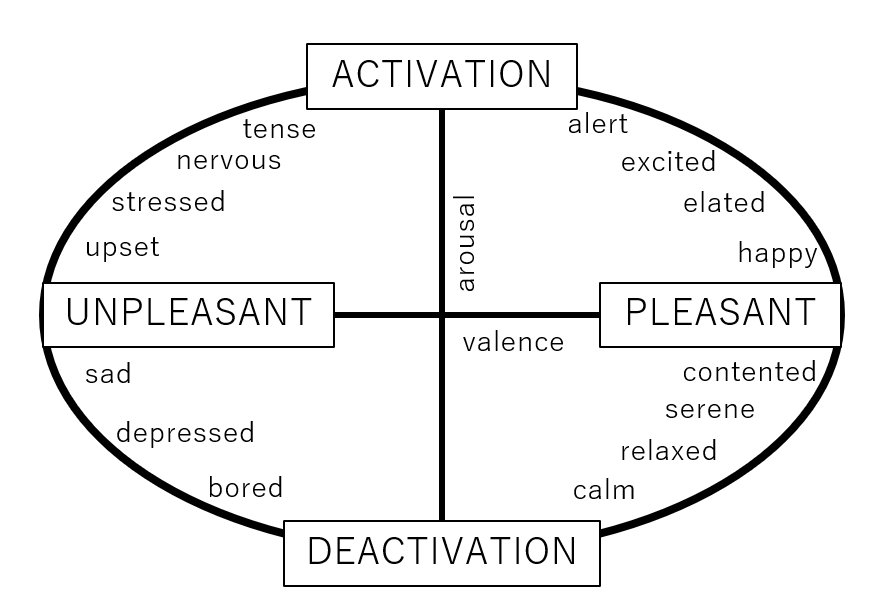 ACTIVATION
tense
alert
nervous
excited
stressed
elated
arousal
upset
happy
UNPLEASANT
PLEASANT
valence
sad
contented
serene
depressed
relaxed
bored
calm
DEACTIVATION